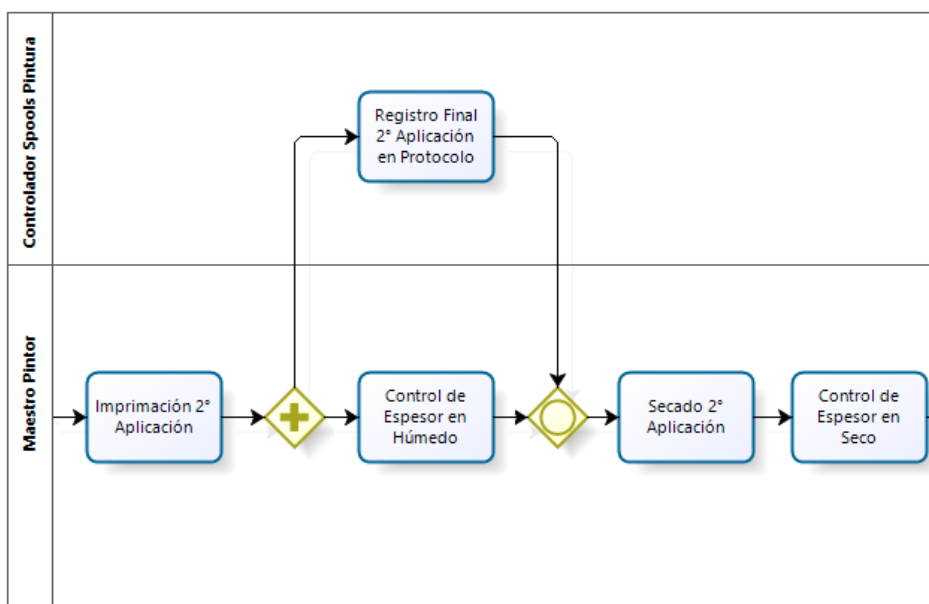 Controlador Spools Pintura
Registro Final
2° Aplicación
en Protocolo
Maestro Pintor
Imprimación 2°
Aplicación
Control de
Espesor en
Húmedo
Secado 2°
Aplicación
Control de
Espesor en
Seco